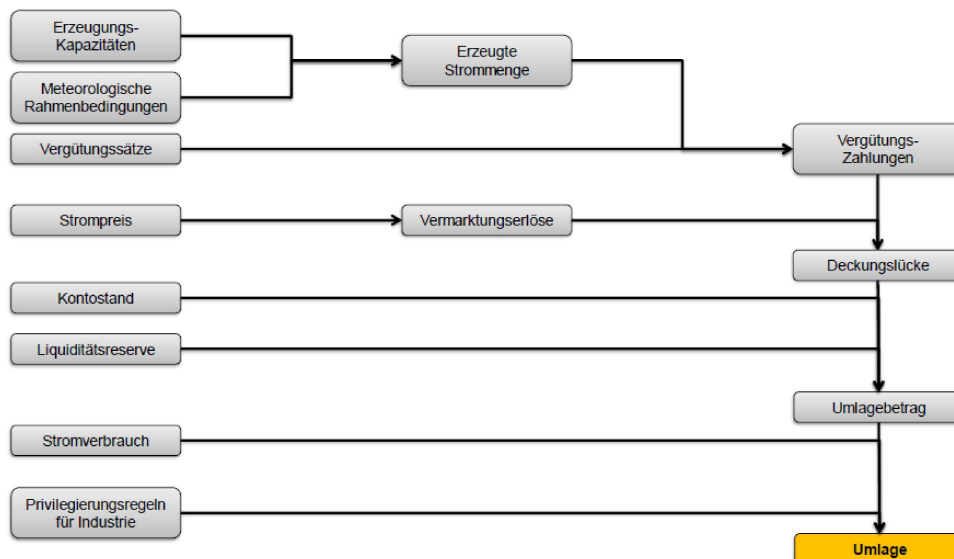 Erzeugungs-
Kapazitäten
Erzeugte
Strommenge
Meteorologische
Rahmenbedingungen
Vergütungssätze
Vergütungs-
Zahlungen
Strompreis
Vermarktungserlöse
Deckungslücke
Kontostand
Liquiditätsreserve
Umlagebetrag
Stromverbrauch
Privilegierungsregeln
für Industrie
Umlage